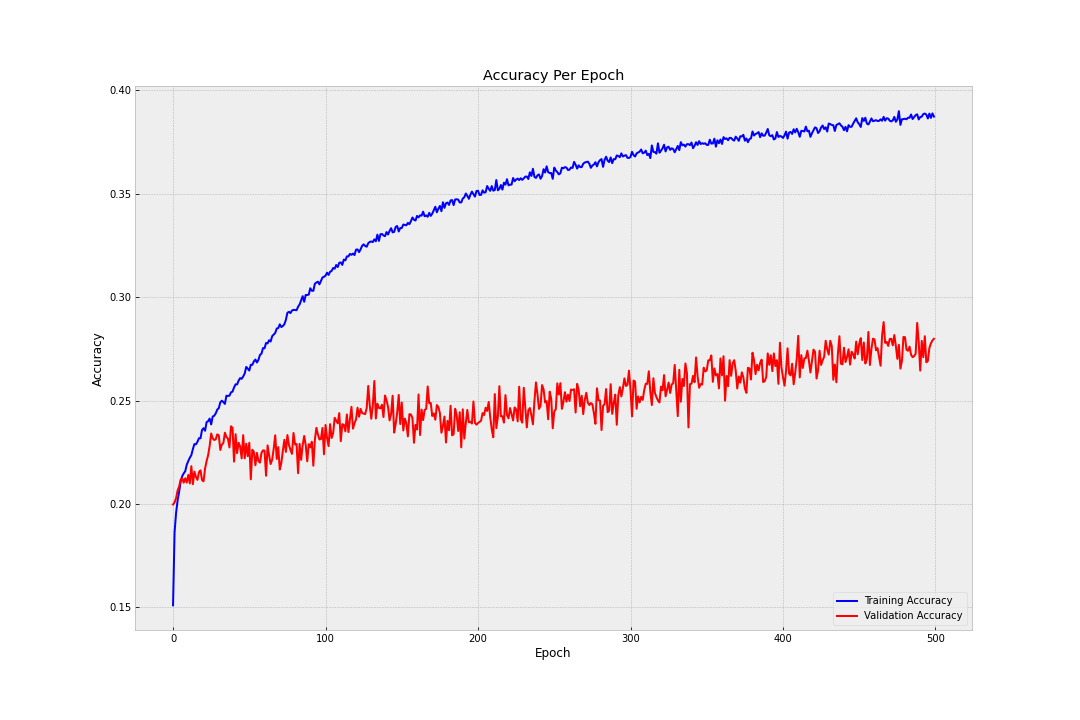 Accuracy Per Epoch
0.40
0.35
0.30
0.25
0.20
0.15
Accuracy
0
100
200
300
400
500
Epoch
Training Accuracy
Validation Accuracy